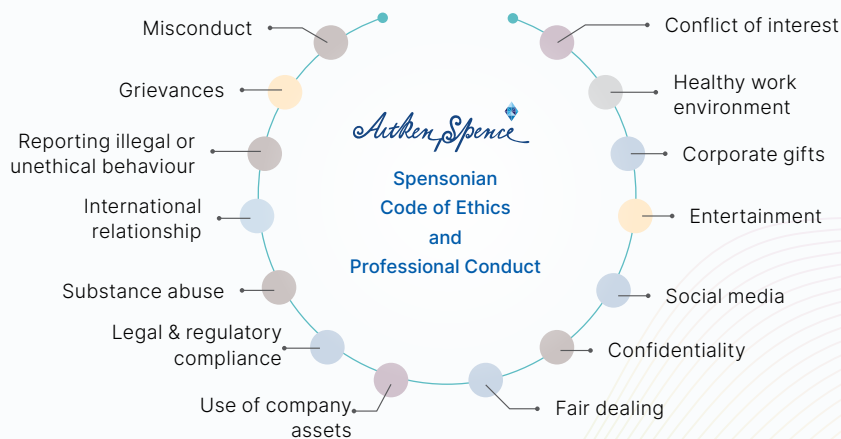 Misconduct
Grievances
Reporting illegal or
unethical behaviour
International
relationship
Substance abuse
Legal & regulatory
compliance
Use of company
assets
Aitken Spence
Spensonian
Code of Ethics
and
Professional Conduct
Conflict of interest
Healthy work
environment
Corporate gifts
Entertainment
Social media
Confidentiality
Fair dealing